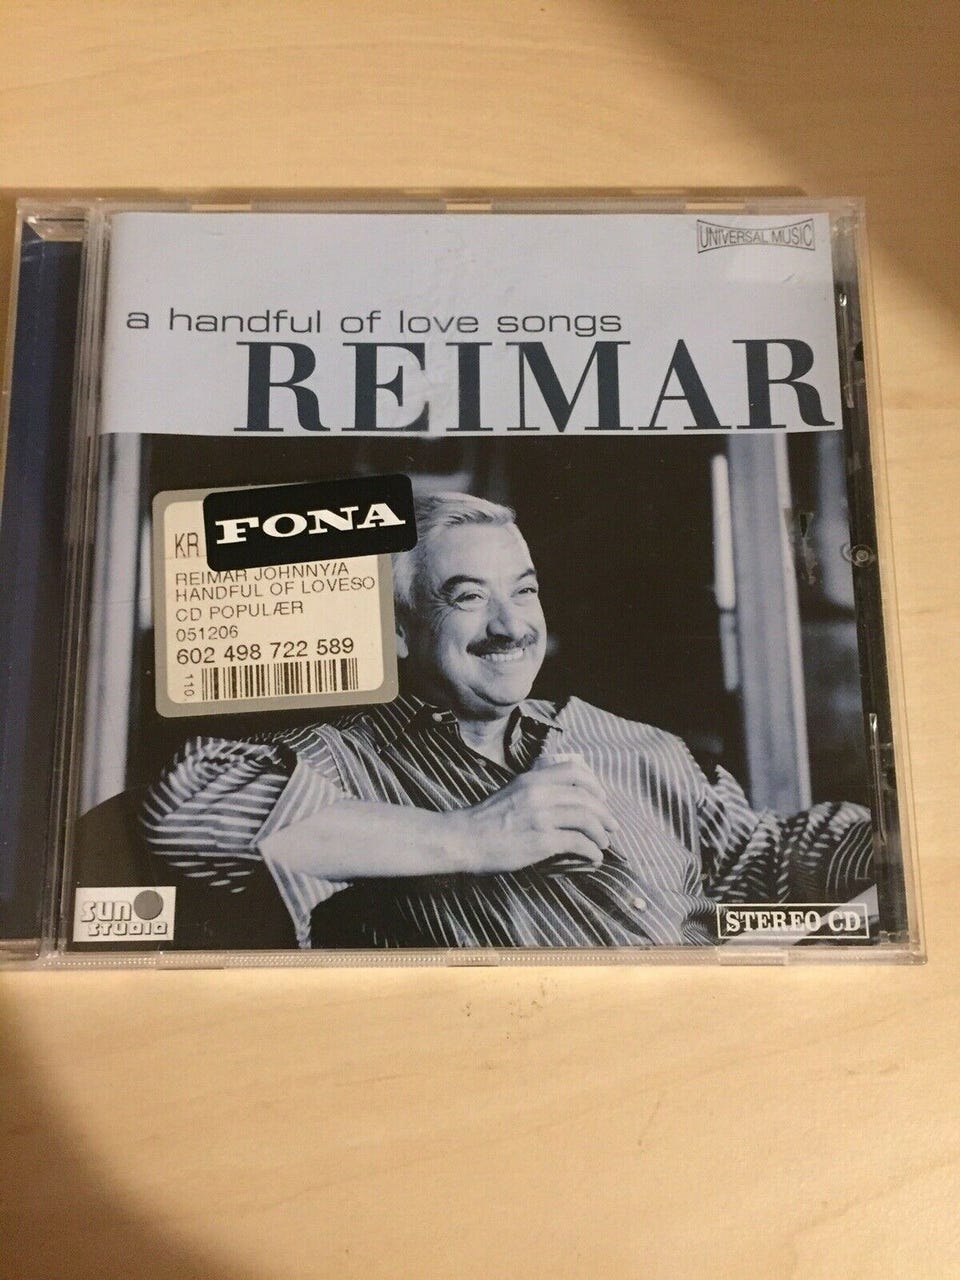 UNIVERSAL MUSIC
a handful of love songs
REIMAR
FONA
KR
REIMAR JOHNNY/A
HANDFUL OF LOVESO
CD POPULÆR
051206
602 498 722 589
110.
SUN
STUDIO
STEREO CD